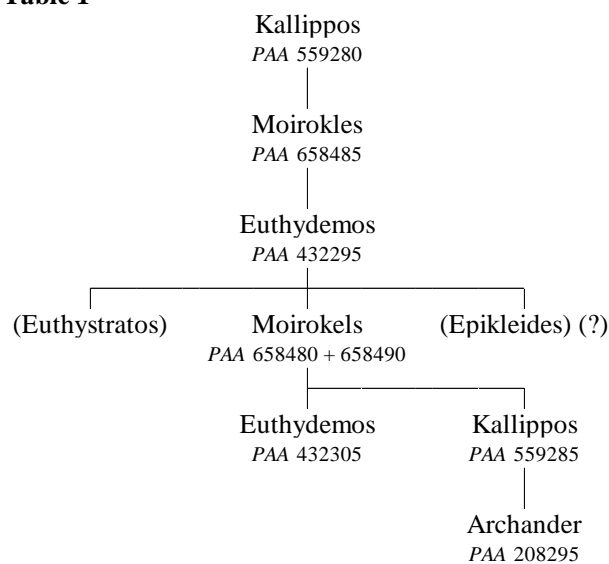 Table 1
Kallippos
PAA 559280
Moirokles
PAA 658485
Euthydemos
PAA 432295
(Euthystratos) Moirokels (Epikleides) (?)
PAA 658480 + 658490
Euthydemos Kallippos
PAA 432305 PAA 559285
Archander
PAA 208295